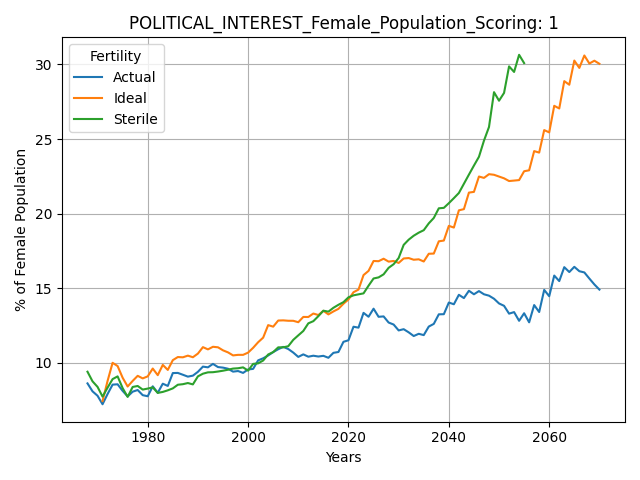 POLITICAL_INTEREST_Female_Population_Scoring: 1
Fertility
Actual
Ideal
Sterile
% of Female Population
30
25
20
15
10
1980 2000 2020 2040 2060
Years